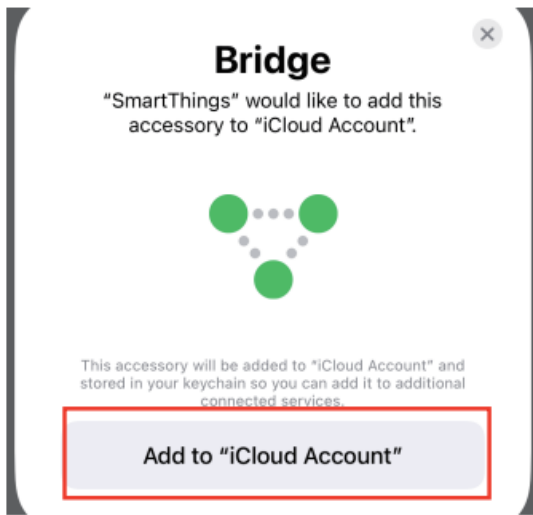 Bridge
“SmartThings” would like to add this
accessory to “iCloud Account”.
This accessory will be added to “iCloud Account” and
stored in your keychain so you can add it to additional
connected services.
Add to “iCloud Account”